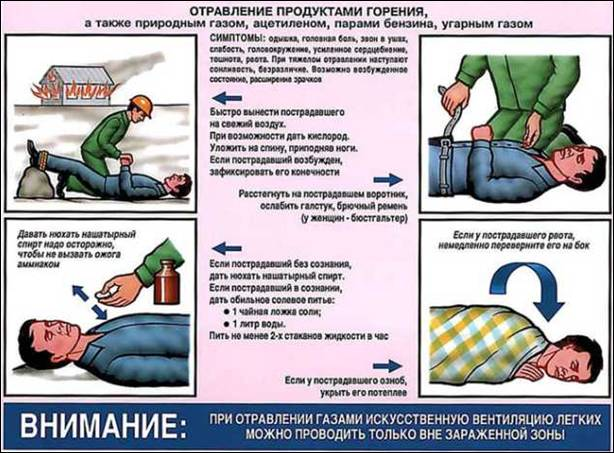 ОТРАВЛЕНИЕ ПРОДУКТАМИ ГОРЕНИЯ,
а также природным газом, ацетиленом, парами бензина, угарным газом
СИМПТОМЫ: одышка, головная боль, звон в ушах,
слабость, головокружение, усиленное сердцебиение,
тошнота, рвота. При тяжелом отравлении наступают
сонливость, безразличие. Возможно возбужденное
состояние, расширение зрачков
Быстро вынести пострадавшего
на свежий воздух.
При возможности дать кислород.
Уложить на спину, приподняв ноги.
Если пострадавший возбужден,
зафиксировать его конечности
Расстегнуть на пострадавшем воротник,
ослабить галстук, брючный ремень
(у женщин - бюстгальтер)
Давать нюхать нашатырный
спирт надо осторожно,
чтобы не вызвать ожога
аммиаком
Если пострадавший без сознания,
дать нюхать нашатырный спирт.
Если пострадавший в сознании,
дать обильное солевое питье:
• 1 чайная ложка соли;
• 1 литр воды.
Пить не менее 2-х стаканов жидкости в час
Если у пострадавшего рвота,
немедленно переверните его на бок
Если у пострадавшего озноб,
укрыть его потеплее
ВНИМАНИЕ:
ПРИ ОТРАВЛЕНИИ ГАЗАМИ ИСКУССТВЕННУЮ ВЕНТИЛЯЦИЮ ЛЕГКИХ
МОЖНО ПРОВОДИТЬ ТОЛЬКО ВНЕ ЗАРАЖЕННОЙ ЗОНЫ